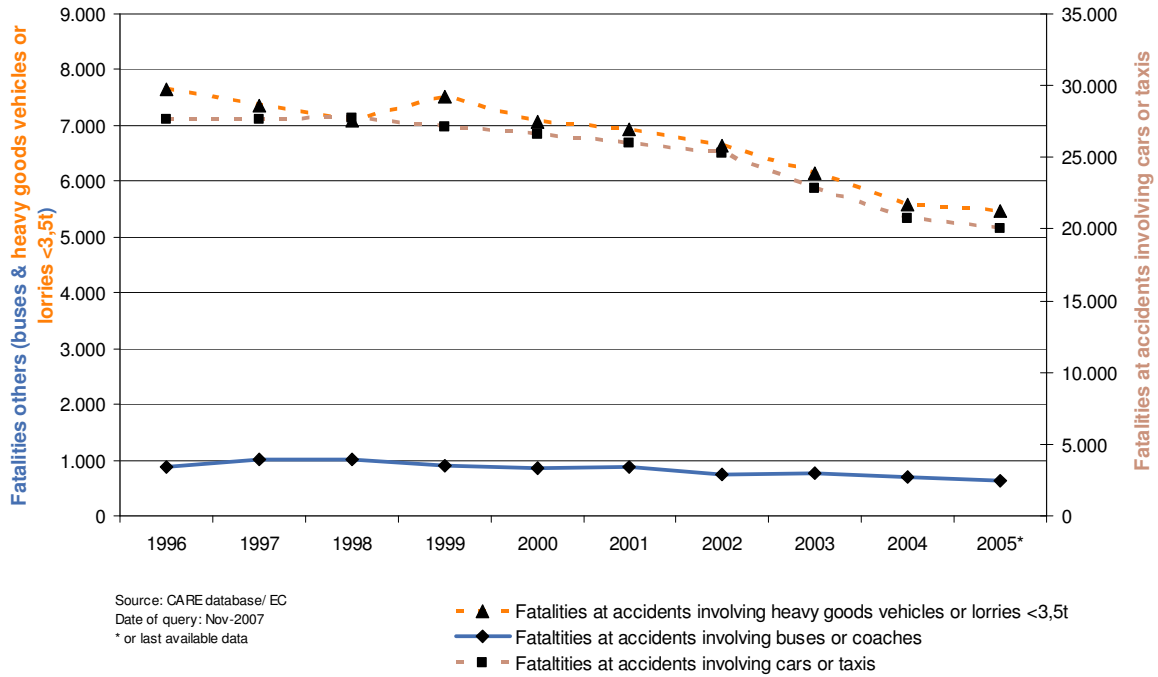 Fatalities others (buses & heavy goods vehicles or
lorries <3,5t)
9.000
8.000
7.000
6.000
5.000
4.000
3.000
2.000
1.000
0
35.000
30.000
25.000
20.000
15.000
10.000
5.000
0
Fatalities at accidents involving cars or taxis
1996 1997 1998 1999 2000 2001 2002 2003 2004 2005*
Source: CARE database/ EC
Date of query: Nov-2007
* or last available data
Fatalities at accidents involving heavy goods vehicles or lorries <3,5t
Fataltities at accidents involving buses or coaches
Fataltities at accidents involving cars or taxis